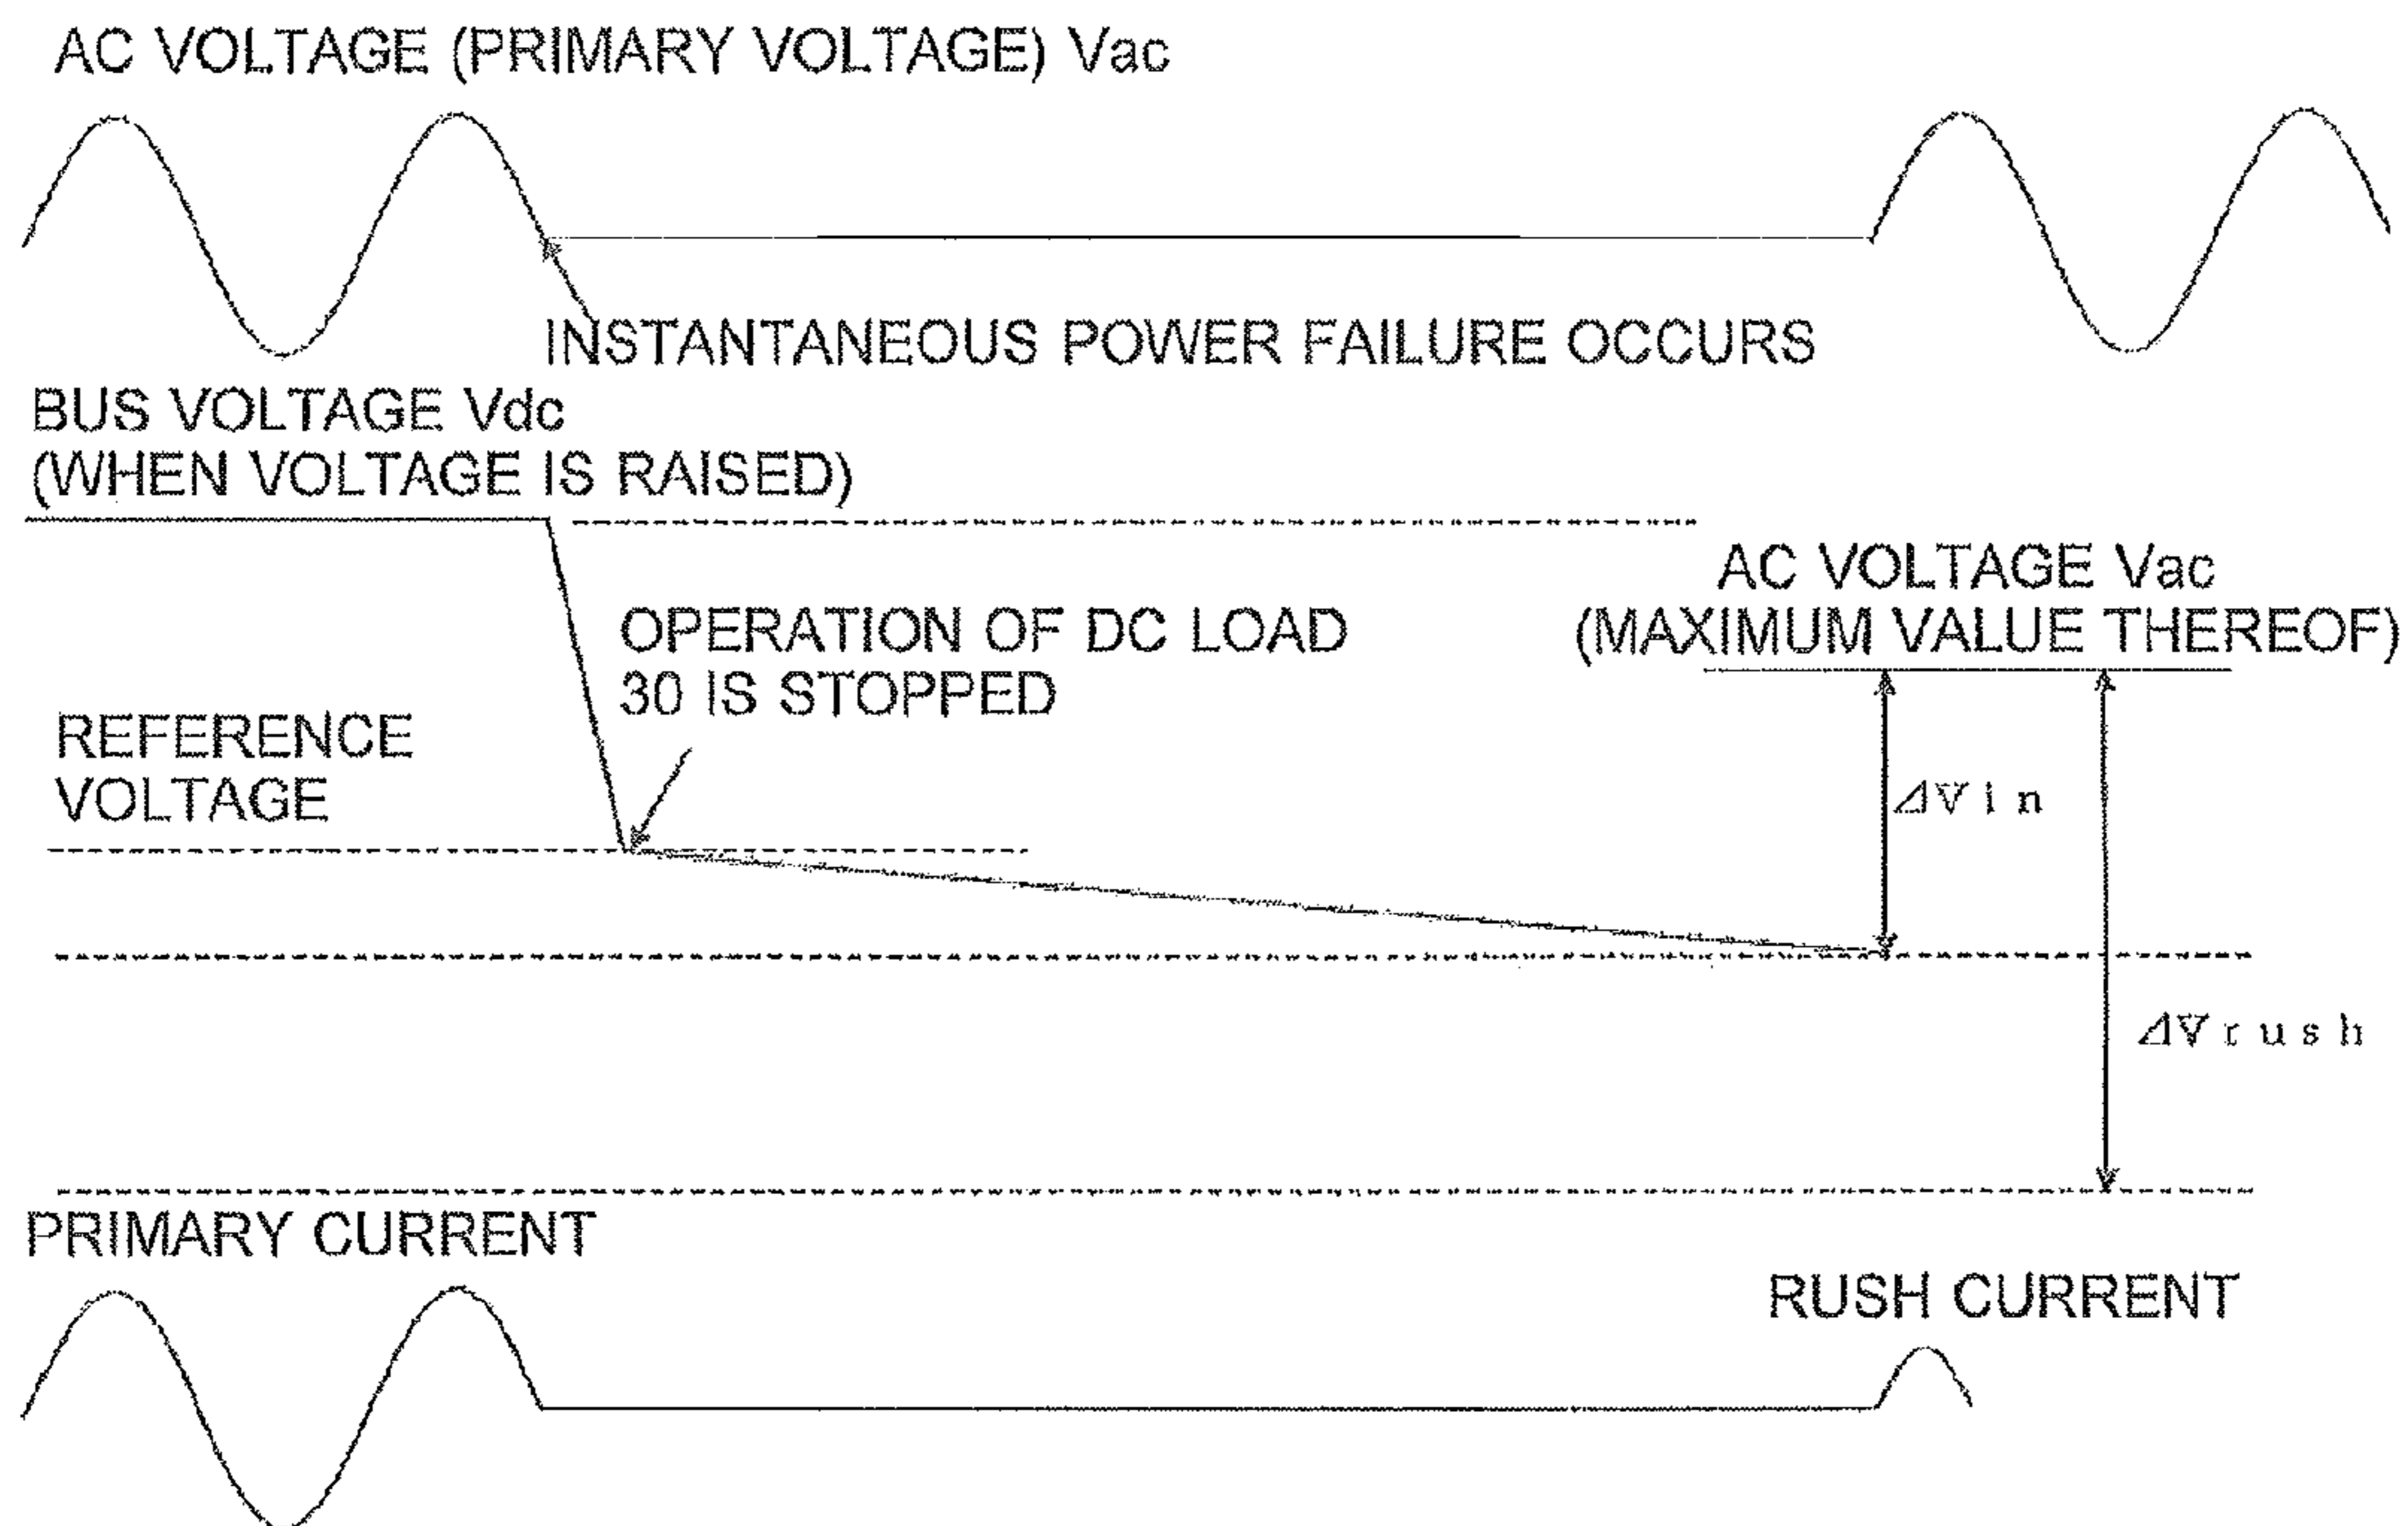 AC VOLTAGE (PRIMARY VOLTAGE) Vac
INSTANTANEOUS POWER FAILURE OCCURS
BUS VOLTAGE Vdc
(WHEN VOLTAGE IS RAISED)
AC VOLTAGE Vac
(MAXIMUM VALUE THEREOF)
OPERATION OF DC LOAD
30 IS STOPPED
REFERENCE
VOLTAGE
ΔVin
ΔVrush
PRIMARY CURRENT
RUSH CURRENT